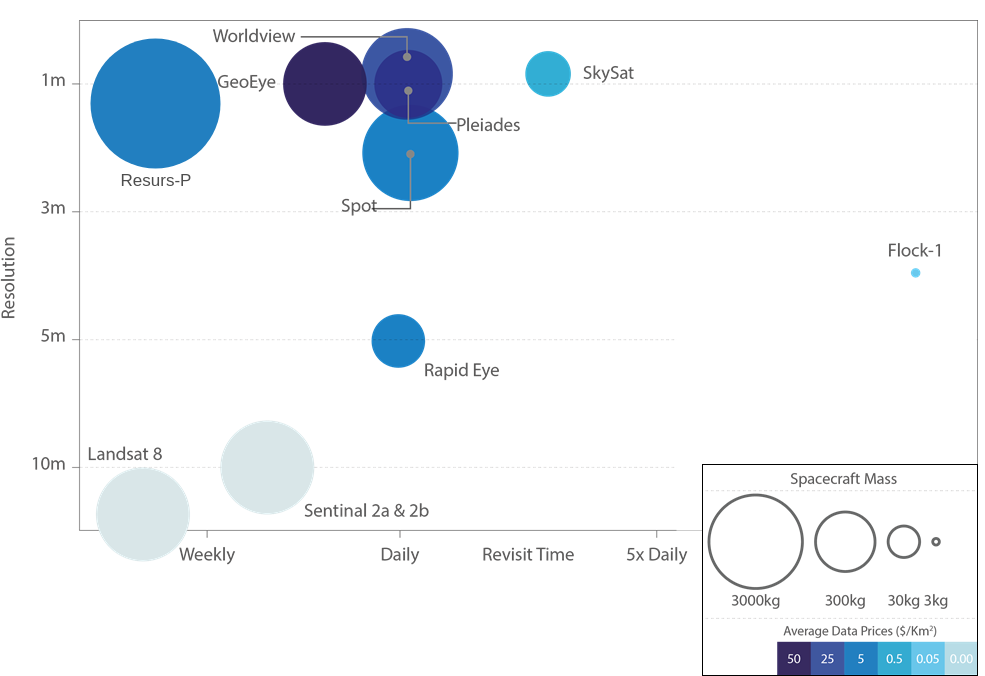 Worldview
GeoEye
SkySat
1m
Pleiades
Resurs-P
Spot
3m
Resolution
Flock-1
5m
Rapid Eye
Landsat 8
10m
Sentinal 2a & 2b
Weekly
Daily
Revisit Time
5x Daily
Spacecraft Mass
3000kg
300kg
30kg 3kg
Average Data Prices ($/Km²)
50 25 5 0.5 0.05 0.00